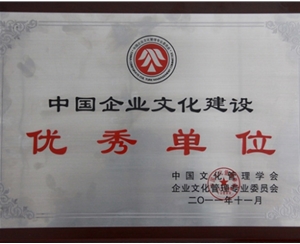 中国企业文化建设
优秀单位
中国文化管理学会
企业文化管理专业委员会
二〇一一年十一月